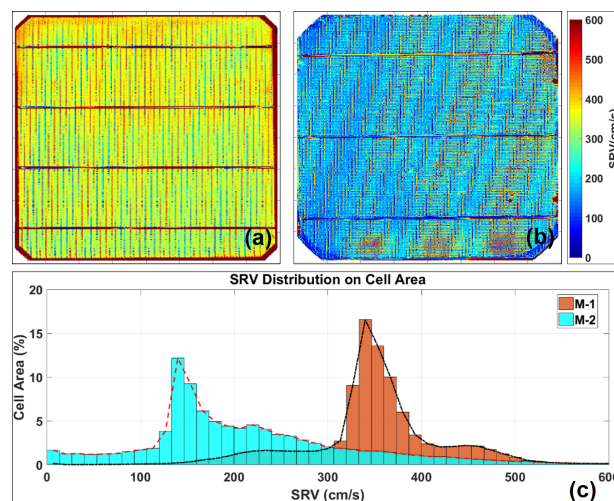 (a)
(b)
600
500
400
300
200
100
0
SRV(cm/s)
SRV Distribution on Cell Area
20
15
10
5
0
Cell Area (%)
M-1
M-2
0 100 200 300 400 500 600
SRV (cm/s)
(c)